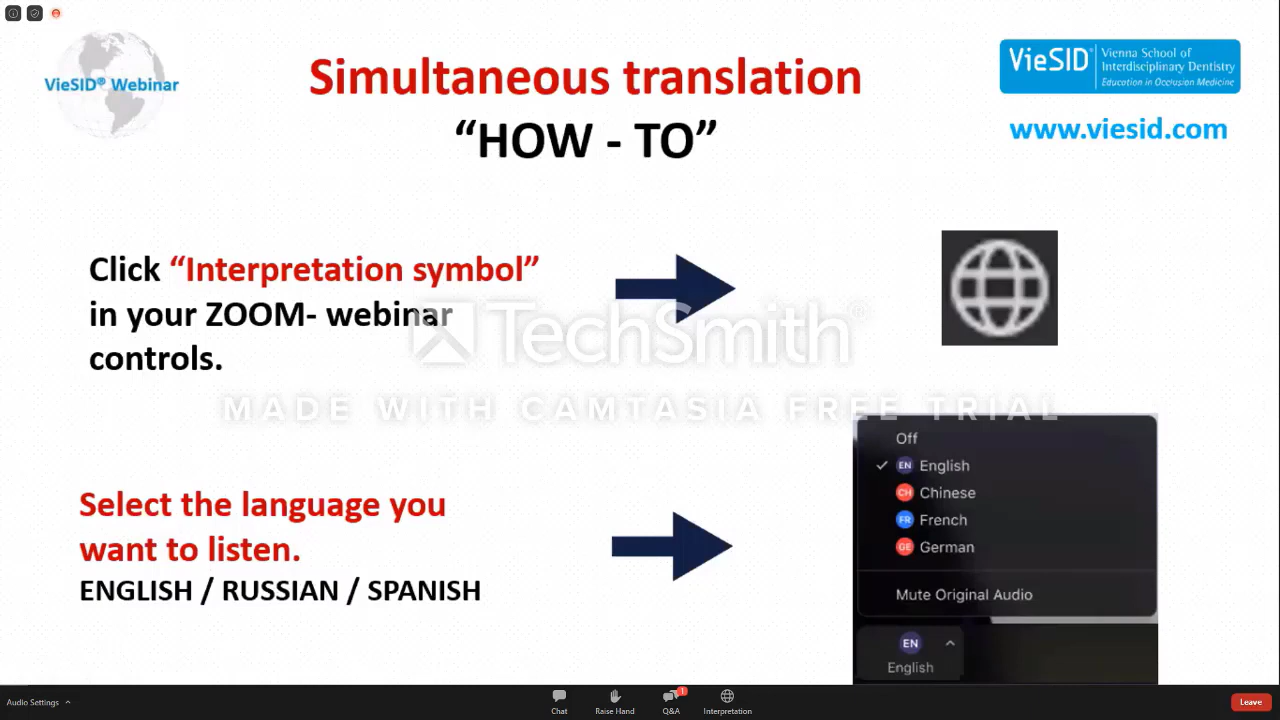 VieSID® Webinar
Simultaneous translation
“HOW - TO”
VieSID® Vienna School of
Interdisciplinary Dentistry
Education in Occlusion Medicine
www.viesid.com
Click “Interpretation symbol”
in your ZOOM- webinar
controls.
TechSmith®
MADE WITH CAMTASIA FREE TRIAL
Select the language you
want to listen.
ENGLISH / RUSSIAN / SPANISH
Off
EN English
CH Chinese
FR French
GE German
Mute Original Audio
EN
English
Audio Settings
1
Chat
Raise Hand
Q&A
Interpretation
Leave